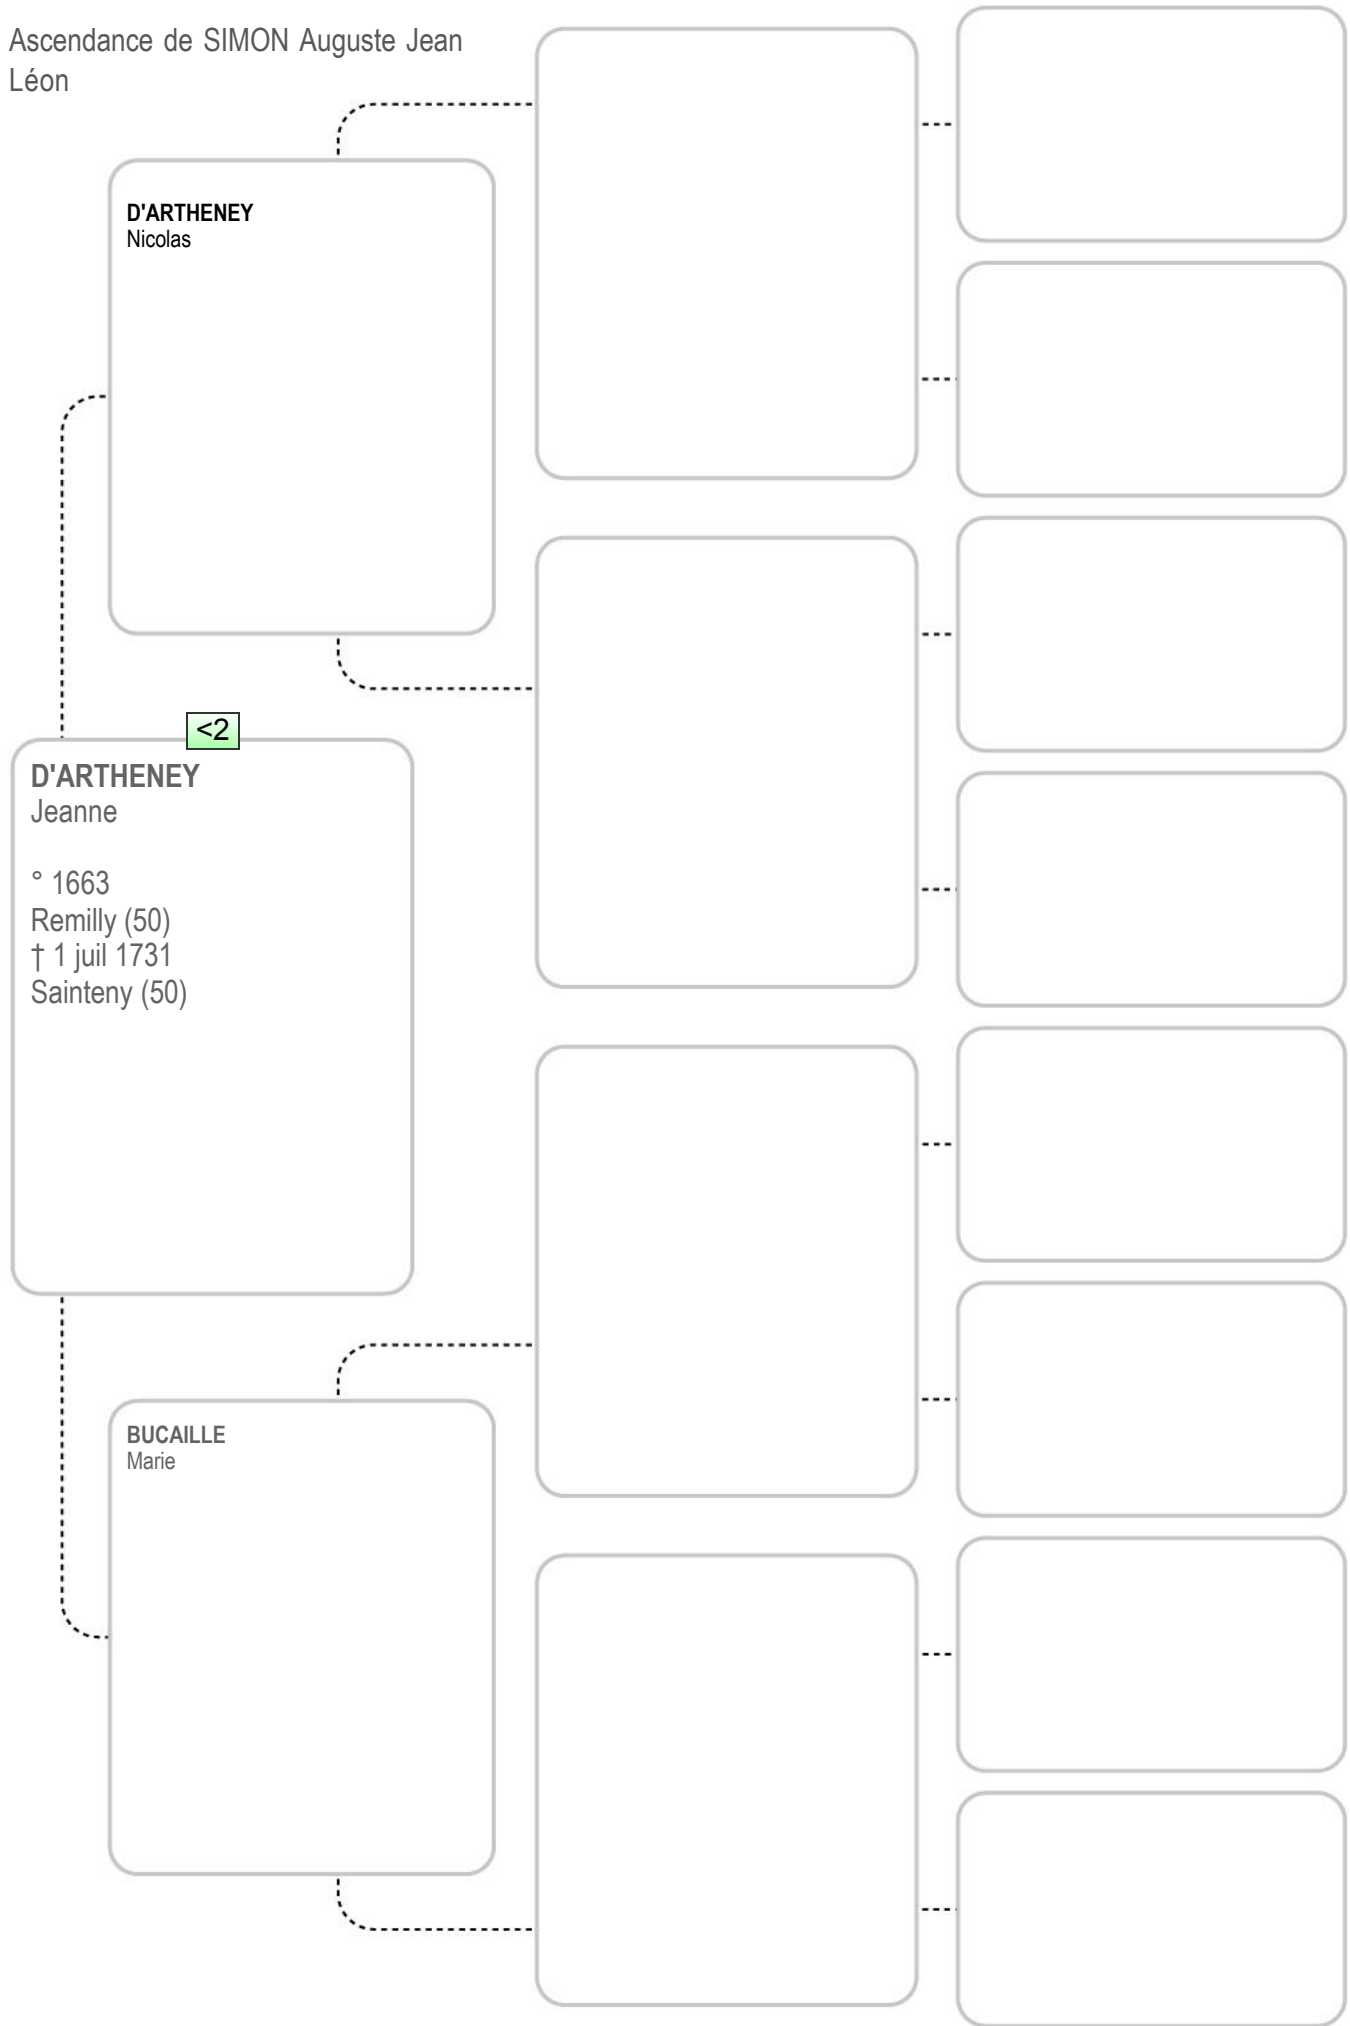 Ascendance de SIMON Auguste Jean
Léon
D'ARTHENEY
Nicolas
<2
D'ARTHENEY
Jeanne
° 1663
Remilly (50)
† 1 juil 1731
Sainteny (50)
BUCAILLE
Marie